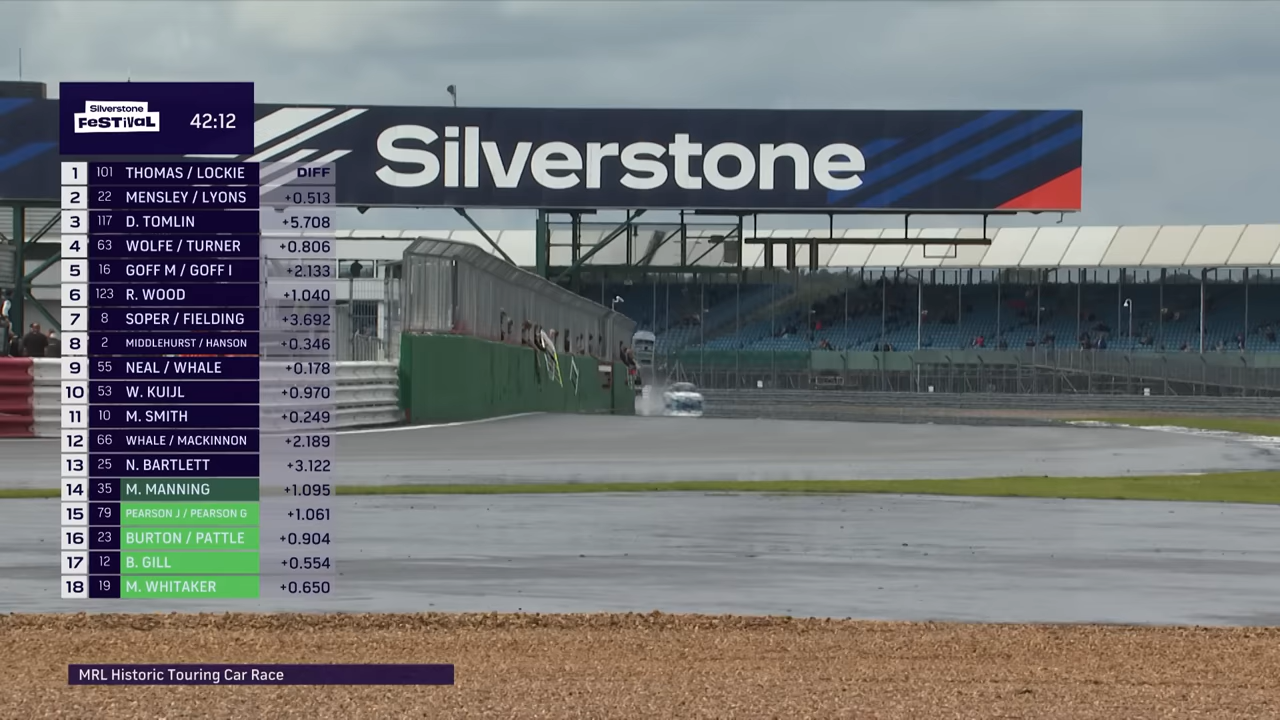 Silverstone
FeSTiVaL
42:12
Silverstone
1 101 THOMAS / LOCKIE DIFF
2 22 MENSLEY / LYONS +0.513
3 117 D. TOMLIN +5.708
4 63 WOLFE / TURNER +0.806
5 16 GOFF M / GOFF I +2.133
6 123 R. WOOD +1.040
7 8 SOPER / FIELDING +3.692
8 2 MIDDLEHURST / HANSON +0.346
9 55 NEAL / WHALE +0.178
10 53 W. KUIJL +0.970
11 10 M. SMITH +0.249
12 66 WHALE / MACKINNON +2.189
13 25 N. BARTLETT +3.122
14 35 M. MANNING +1.095
15 79 PEARSON J / PEARSON G +1.061
16 23 BURTON / PATTLE +0.904
17 12 B. GILL +0.554
18 19 M. WHITAKER +0.650
MRL Historic Touring Car Race